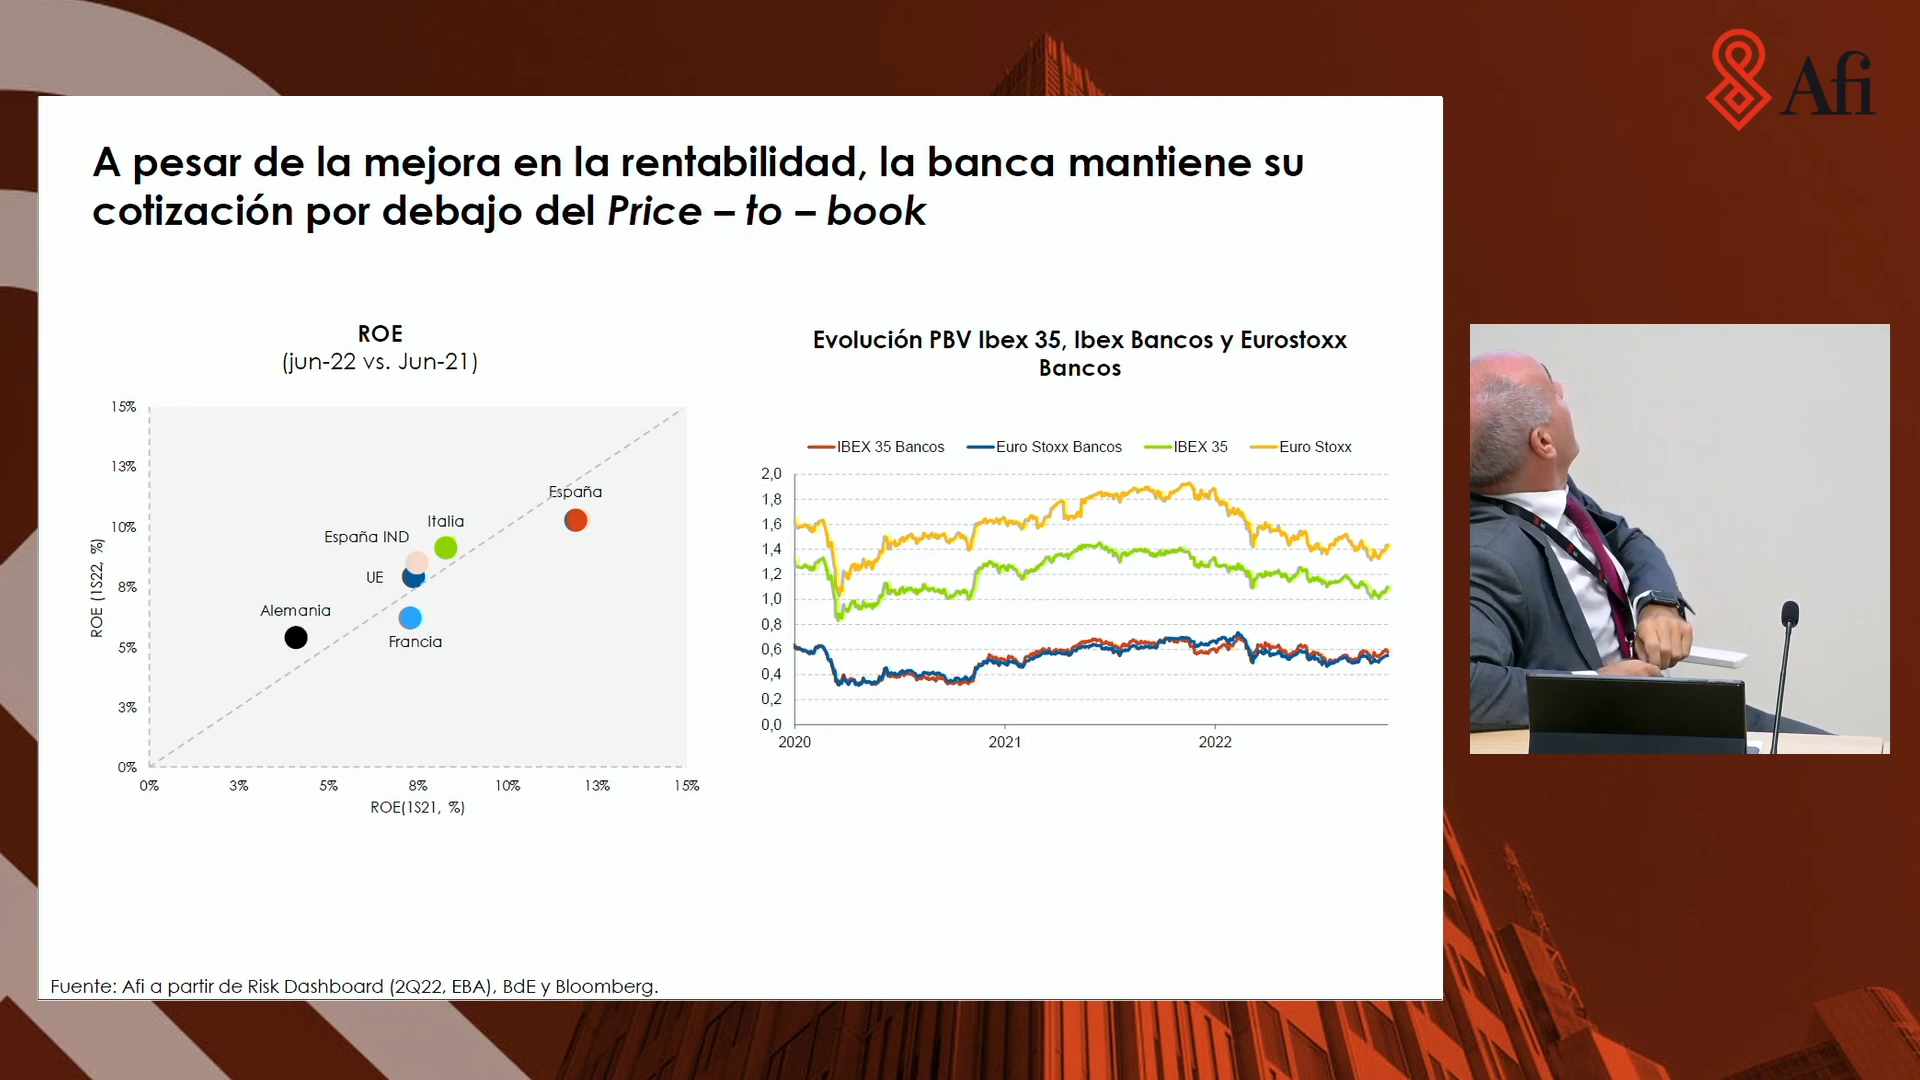 Afi
A pesar de la mejora en la rentabilidad, la banca mantiene su
cotización por debajo del Price – to – book
ROE
(jun-22 vs. Jun-21)
15%
13%
10%
8%
5%
3%
0%
ROE (1S22, %)
España
Italia
España IND
UE
Alemania
Francia
0% 3% 5% 8% 10% 13% 15%
ROE(1S21, %)
Evolución PBV Ibex 35, Ibex Bancos y Eurostoxx
Bancos
IBEX 35 Bancos Euro Stoxx Bancos IBEX 35 Euro Stoxx
2,0
1,8
1,6
1,4
1,2
1,0
0,8
0,6
0,4
0,2
0,0
2020 2021 2022
Fuente: Afi a partir de Risk Dashboard (2Q22, EBA), BdE y Bloomberg.